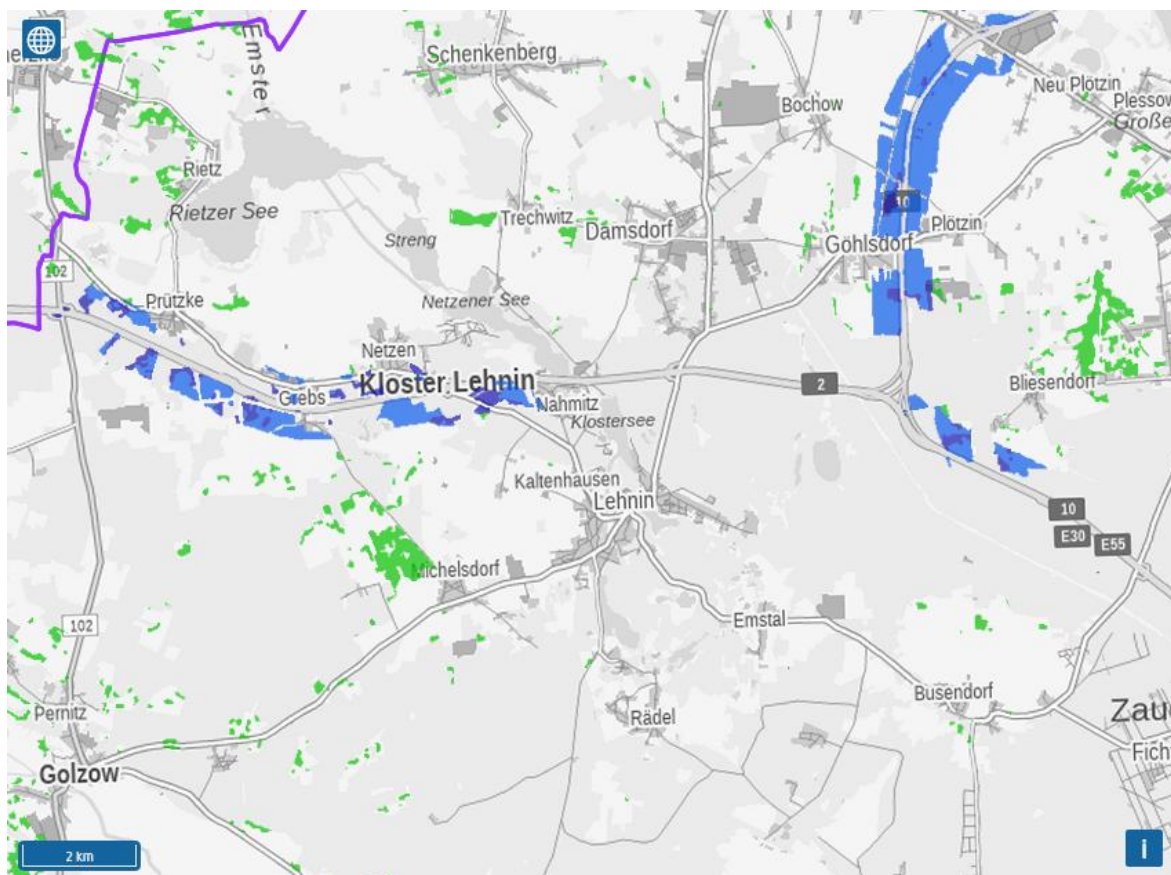 Emster
Schenkenberg
Neu Plötzin
Bochow
Plessow
Große
Rietz
Rietzer See
Trechwitz
Damsdorf
10
Plötzin
Göhlsdorf
Streng
102
Netzener See
Prützke
Netzen
Kloster Lehnin
2
Bliesendorf
Grebs
Nahmitz
Klostersee
Kaltenhausen
Lehnin
10
E30
E55
Michelsdorf
102
Emstal
Busendorf
Pernitz
Rädel
Zau
Fich
Golzow
2 km
i